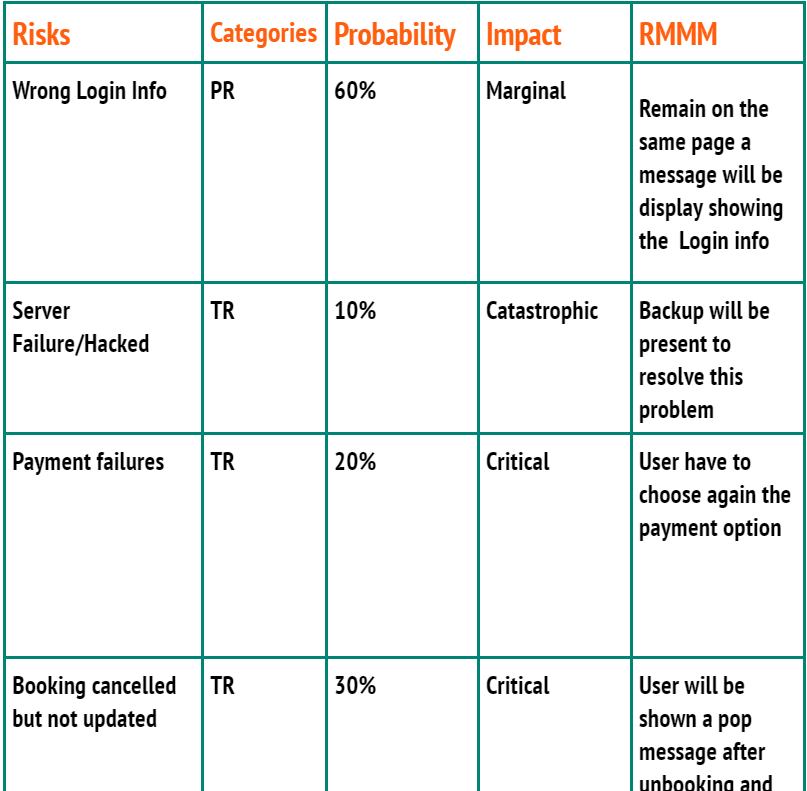 Risks Categories Probability Impact RMMM
Wrong Login Info PR 60% Marginal
Remain on the
same page a
message will be
display showing
the Login info
Server TR 10% Catastrophic Backup will be
Failure/Hacked present to
resolve this
problem
Payment failures TR 20% Critical User have to
choose again the
payment option
Booking cancelled TR 30% Critical User will be
but not updated shown a pop
message after
unbooking and